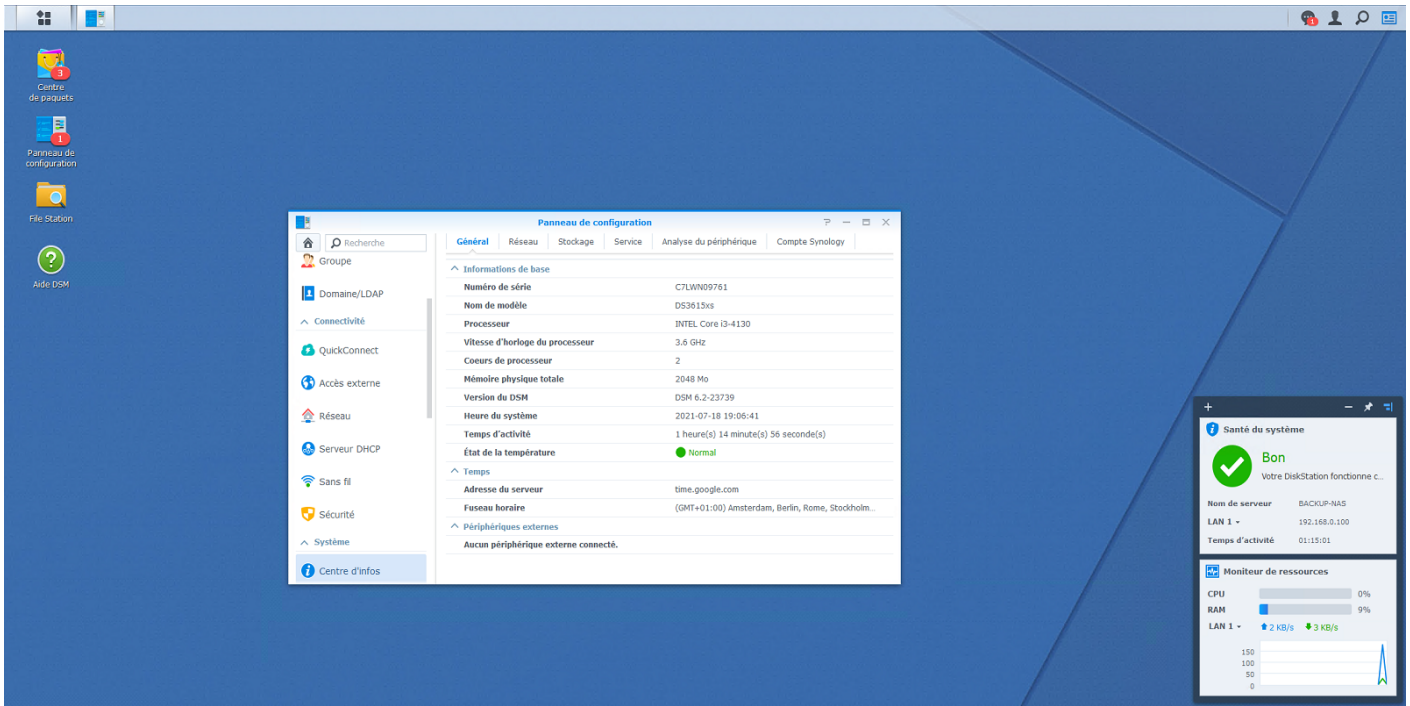 1
3
Centre
de paquets
1
Panneau de
configuration
File Station
?
Aide DSM
Panneau de configuration
?
Recherche
Groupe
Domaine/LDAP
Connectivité
QuickConnect
Accès externe
Réseau
Serveur DHCP
Sans fil
Sécurité
Système
Centre d'infos
Général Réseau Stockage Service Analyse du périphérique Compte Synology
Informations de base
Numéro de série C7LWN09761
Nom de modèle DS3615xs
Processeur INTEL Core i3-4130
Vitesse d'horloge du processeur 3.6 GHz
Coeurs de processeur 2
Mémoire physique totale 2048 Mo
Version du DSM DSM 6.2-23739
Heure du système 2021-07-18 19:06:41
Temps d'activité 1 heure(s) 14 minute(s) 56 seconde(s)
État de la température Normal
Temps
Adresse du serveur time.google.com
Fuseau horaire (GMT+01:00) Amsterdam, Berlin, Rome, Stockholm...
Périphériques externes
Aucun périphérique externe connecté.
Santé du système
Bon
Votre DiskStation fonctionne c...
Nom de serveur BACKUP-NAS
LAN 1 192.168.0.100
Temps d'activité 01:15:01
Moniteur de ressources
CPU 0%
RAM 9%
LAN 1 2 KB/s 3 KB/s
150
100
50
0